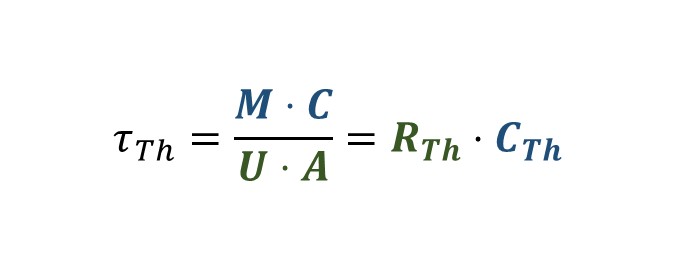 τ_Th = (M · C) / (U · A) = R_Th · C_Th